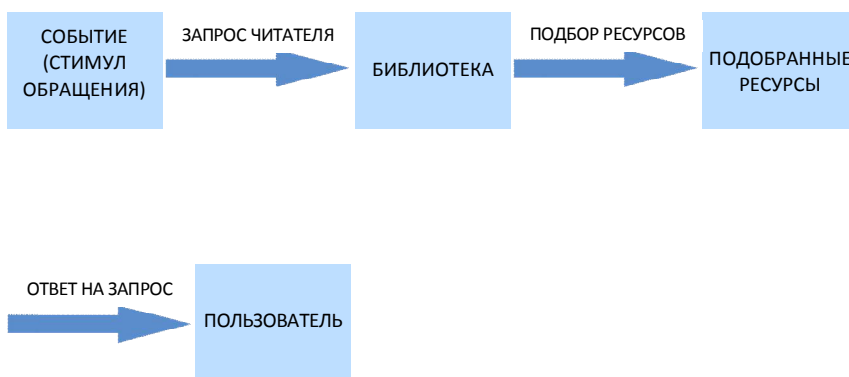 СОБЫТИЕ
(СТИМУЛ
ОБРАЩЕНИЯ)
ЗАПРОС ЧИТАТЕЛЯ
БИБЛИОТЕКА
ПОДБОР РЕСУРСОВ
ПОДОБРАННЫЕ
РЕСУРСЫ
ОТВЕТ НА ЗАПРОС
ПОЛЬЗОВАТЕЛЬ